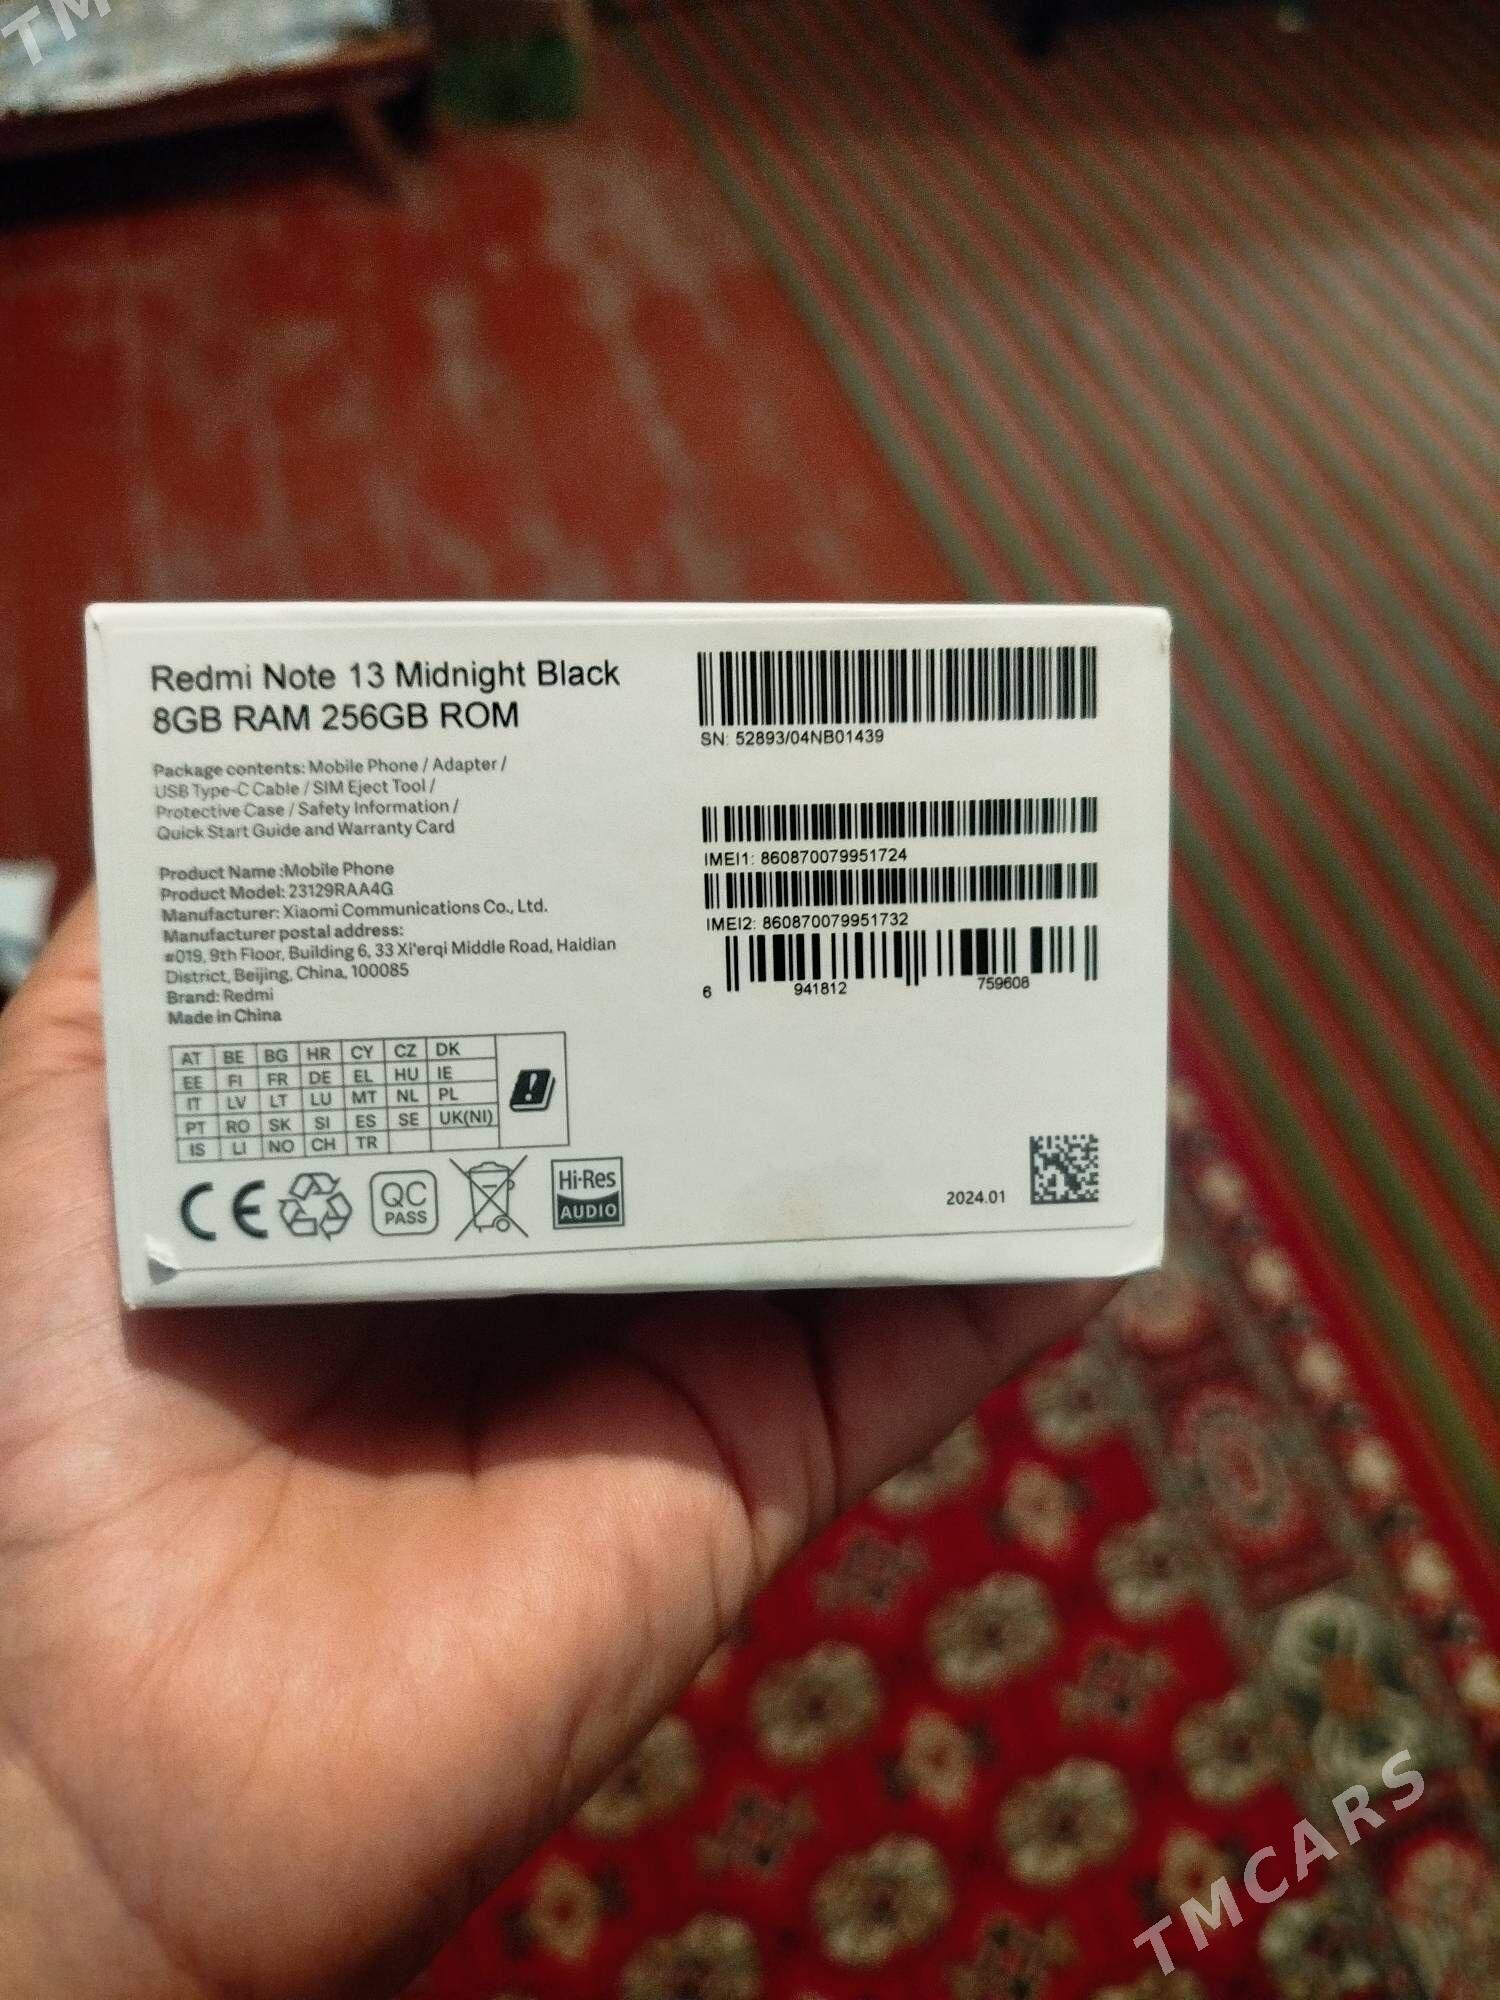 TM
Redmi Note 13 Midnight Black
8GB RAM 256GB ROM
Package contents: Mobile Phone / Adapter /
USB Type-C Cable / SIM Eject Tool /
Protective Case / Safety Information /
Quick Start Guide and Warranty Card
Product Name :Mobile Phone
Product Model: 23129RAA4G
Manufacturer: Xiaomi Communications Co., Ltd.
Manufacturer postal address:
#019, 9th Floor, Building 6, 33 Xi'erqi Middle Road, Haidian
District, Beijing, China, 100085
Brand: Redmi
Made in China
AT BE BG HR CY CZ DK
EE FI FR DE EL HU IE
IT LV LT LU MT NL PL
PT RO SK SI ES SE UK(NI)
IS LI NO CH TR
CE
QC
PASS
Hi-Res
AUDIO
SN: 52893/04NB01439
IMEI1: 860870079951724
IMEI2: 860870079951732
6 941812 759608
2024.01
TMCARS